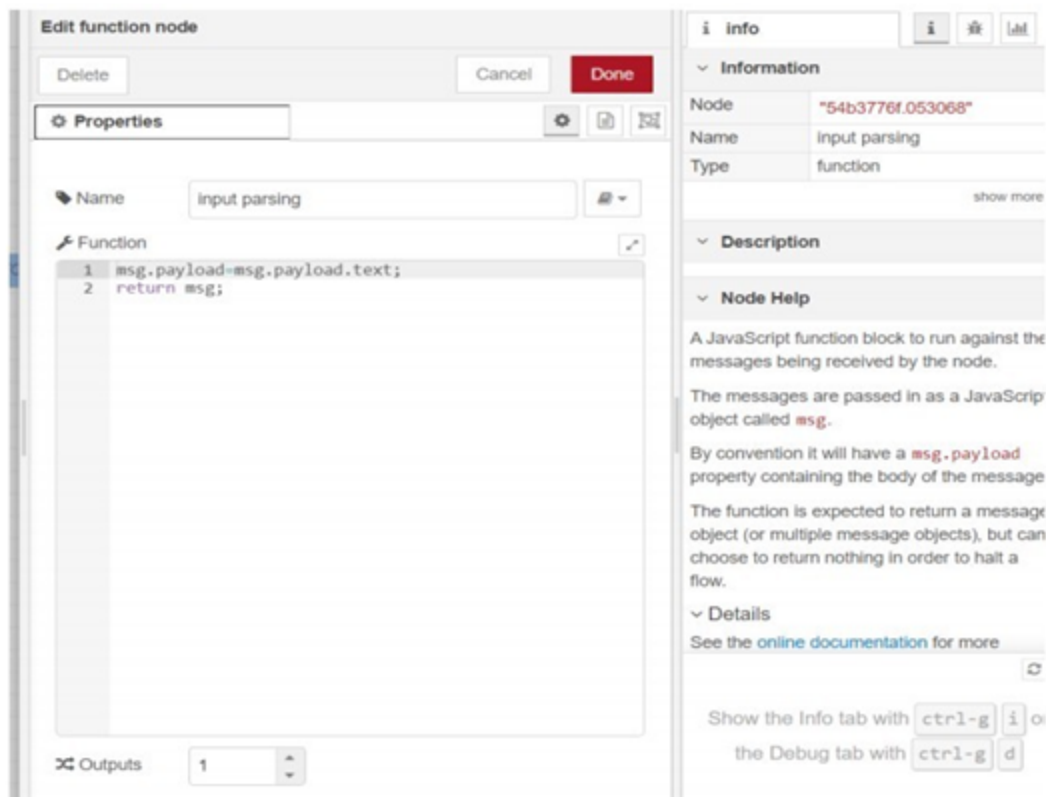 Edit function node
Delete
Cancel
Done
Properties
Name
input parsing
Function
1 msg.payload=msg.payload.text;
2 return msg;
Outputs
1
info
Information
Node "54b3776f.053068"
Name input parsing
Type function
show more
Description
Node Help
A JavaScript function block to run against the
messages being received by the node.
The messages are passed in as a JavaScrip
object called msg.
By convention it will have a msg.payload
property containing the body of the message
The function is expected to return a message
object (or multiple message objects), but can
choose to return nothing in order to halt a
flow.
Details
See the online documentation for more
Show the Info tab with ctrl-g i o
the Debug tab with ctrl-g d